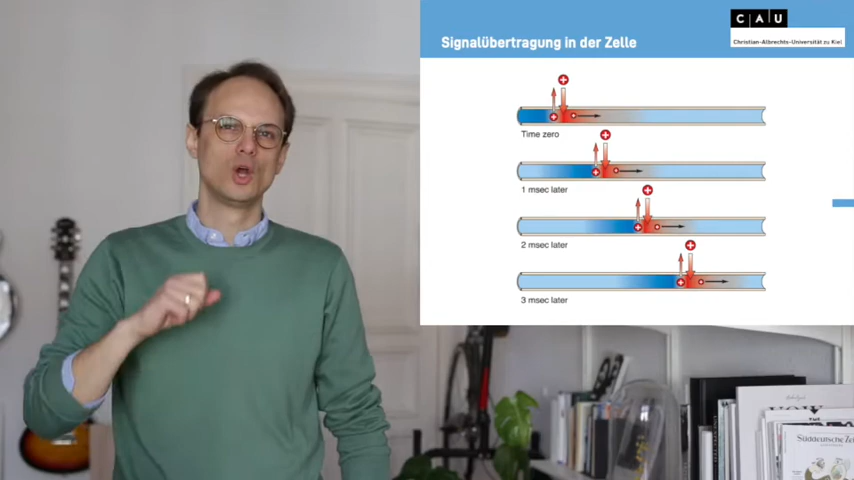 Signalübertragung in der Zelle
CAU
Christian-Albrechts-Universität zu Kiel
Time zero
1 msec later
2 msec later
3 msec later
Süddeutsche Ze